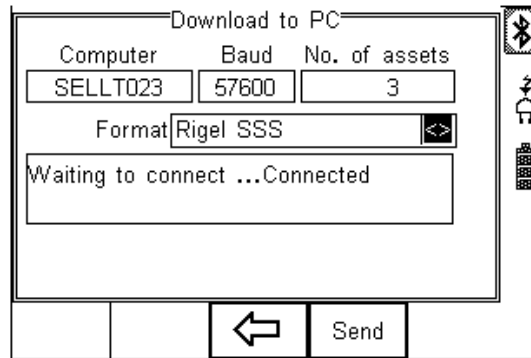 Download to PC
Computer Baud No. of assets
SELLT023 57600 3
Format Rigel SSS <>
Waiting to connect ...Connected
Send